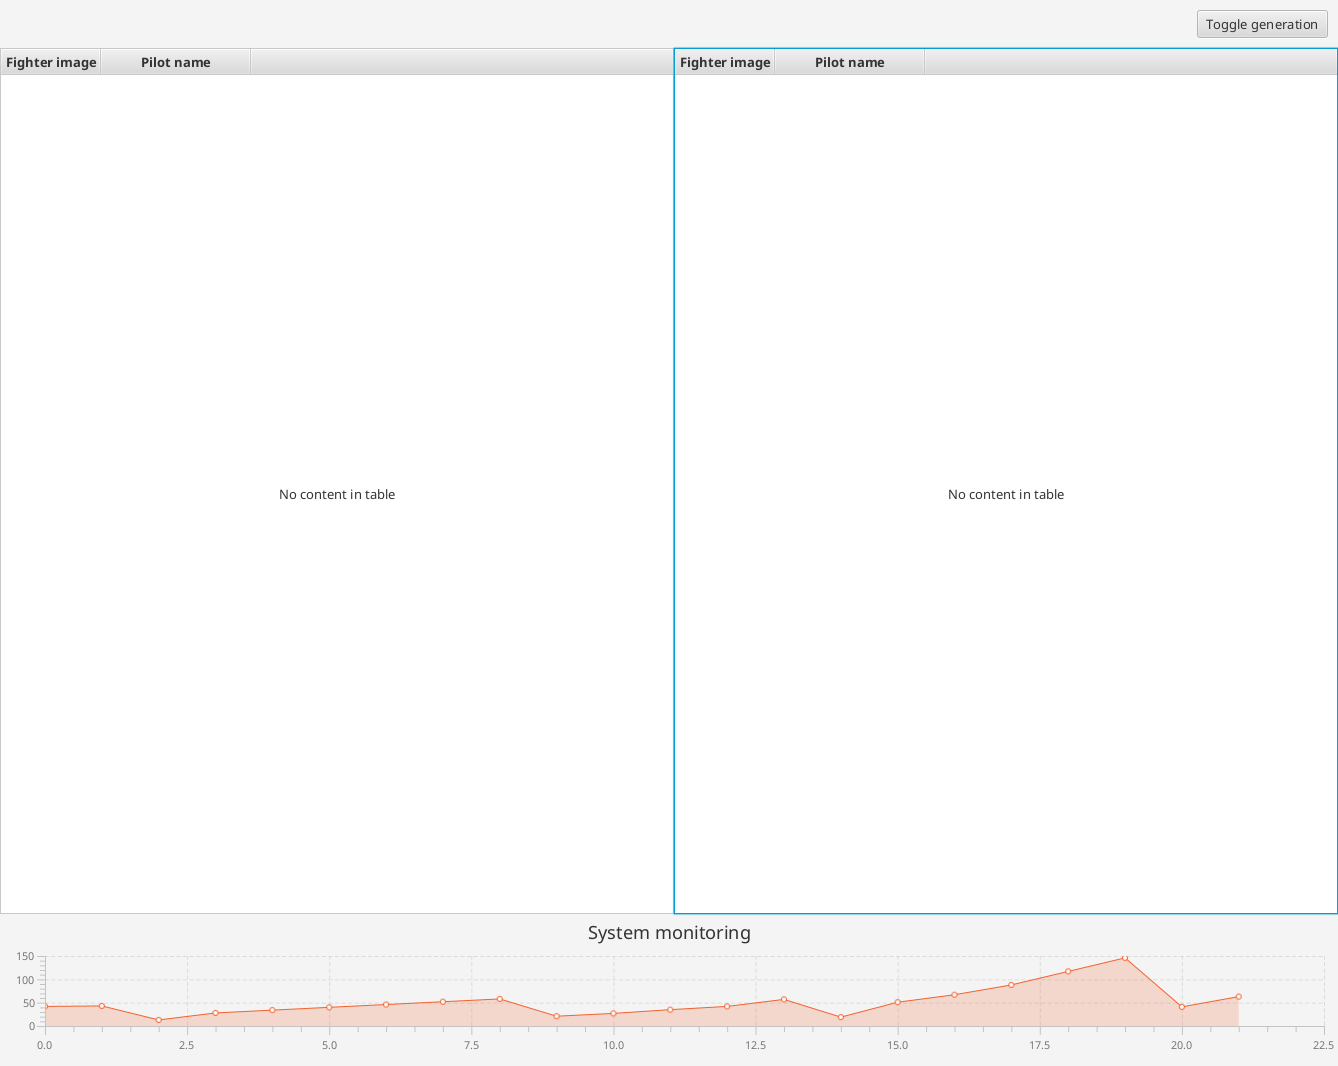 Toggle generation
Fighter image Pilot name Fighter image Pilot name
No content in table No content in table
System monitoring
150
100
50
0
0.0 2.5 5.0 7.5 10.0 12.5 15.0 17.5 20.0 22.5